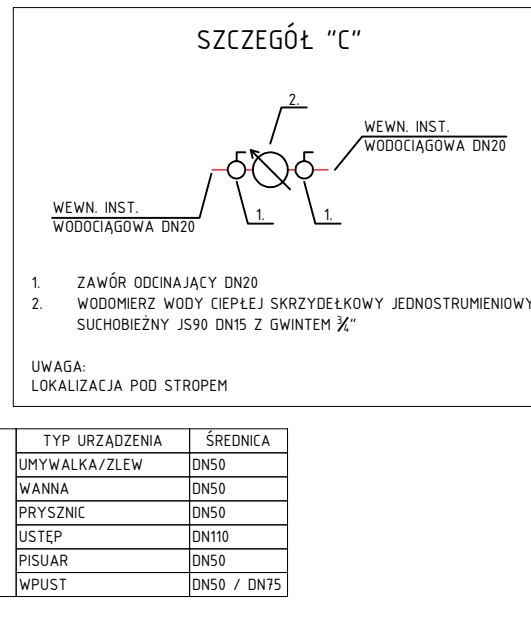 SZCZEGÓŁ "C"
2.
WEWN. INST.
WODOCIĄGOWA DN20
WEWN. INST.
WODOCIĄGOWA DN20
1.
1.
1. ZAWÓR ODCINAJĄCY DN20
2. WODOMIERZ WODY CIEPŁEJ SKRZYDEŁKOWY JEDNOSTRUMIENIOWY
SUCHOBIEŻNY JS90 DN15 Z GWINTEM ¾"
UWAGA:
LOKALIZACJA POD STROPEM
TYP URZĄDZENIA ŚREDNICA
UMYWALKA/ZLEW DN50
WANNA DN50
PRYSZNIC DN50
USTĘP DN110
PISUAR DN50
WPUST DN50 / DN75